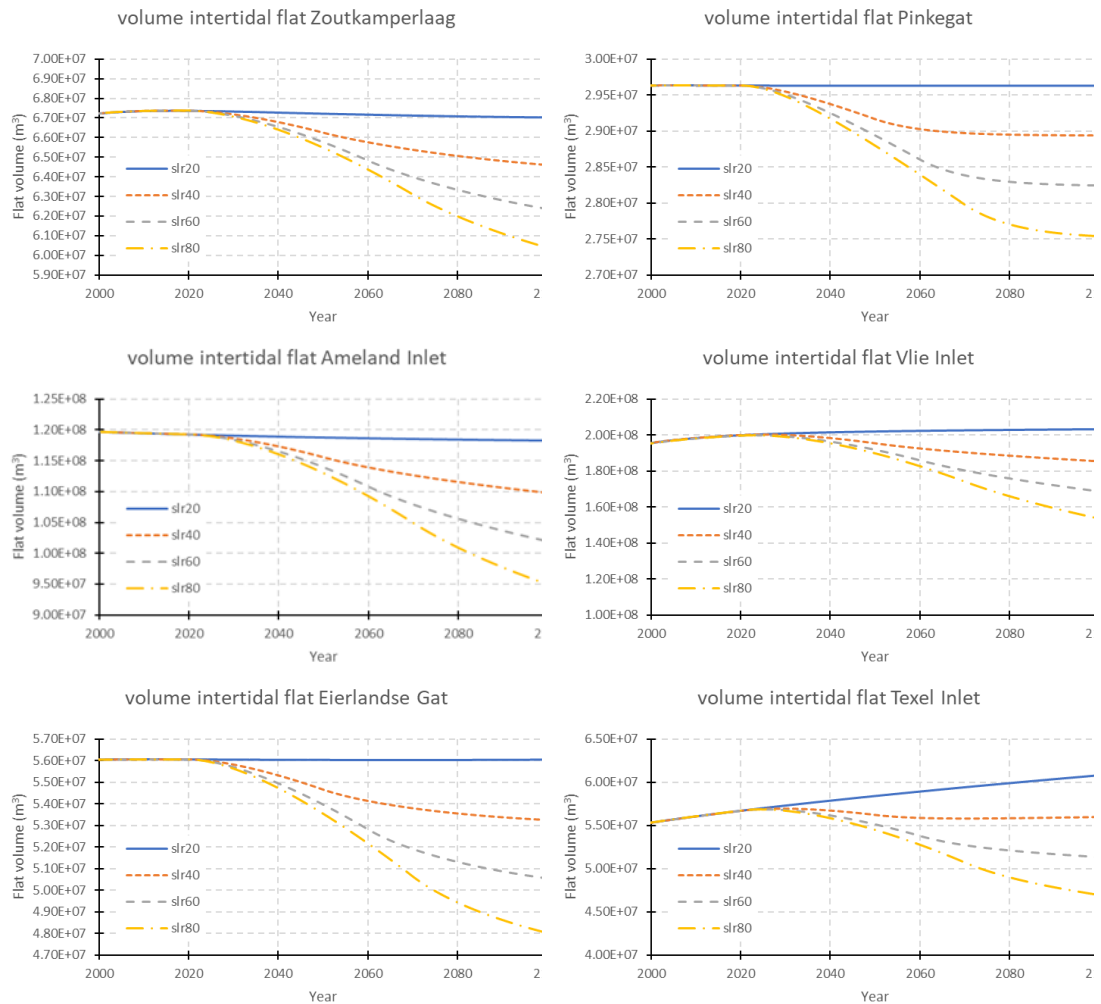 volume intertidal flat Zoutkamperlaag
Flat volume (m³)
7.00E+07
6.90E+07
6.80E+07
6.70E+07
6.60E+07
6.50E+07
6.40E+07
6.30E+07
6.20E+07
6.10E+07
6.00E+07
5.90E+07
slr20
slr40
slr60
slr80
2000 2020 2040 2060 2080 2
Year
volume intertidal flat Pinkegat
Flat volume (m³)
3.00E+07
2.95E+07
2.90E+07
2.85E+07
2.80E+07
2.75E+07
2.70E+07
slr20
slr40
slr60
slr80
2000 2020 2040 2060 2080 2
Year
volume intertidal flat Ameland Inlet
Flat volume (m³)
1.25E+08
1.20E+08
1.15E+08
1.10E+08
1.05E+08
1.00E+08
9.50E+07
9.00E+07
slr20
slr40
slr60
slr80
2000 2020 2040 2060 2080 2
Year
volume intertidal flat Vlie Inlet
Flat volume (m³)
2.20E+08
2.00E+08
1.80E+08
1.60E+08
1.40E+08
1.20E+08
1.00E+08
slr20
slr40
slr60
slr80
2000 2020 2040 2060 2080 2
Year
volume intertidal flat Eierlandse Gat
Flat volume (m³)
5.70E+07
5.60E+07
5.50E+07
5.40E+07
5.30E+07
5.20E+07
5.10E+07
5.00E+07
4.90E+07
4.80E+07
4.70E+07
slr20
slr40
slr60
slr80
2000 2020 2040 2060 2080 2
Year
volume intertidal flat Texel Inlet
Flat volume (m³)
6.50E+07
6.00E+07
5.50E+07
5.00E+07
4.50E+07
4.00E+07
slr20
slr40
slr60
slr80
2000 2020 2040 2060 2080 2
Year